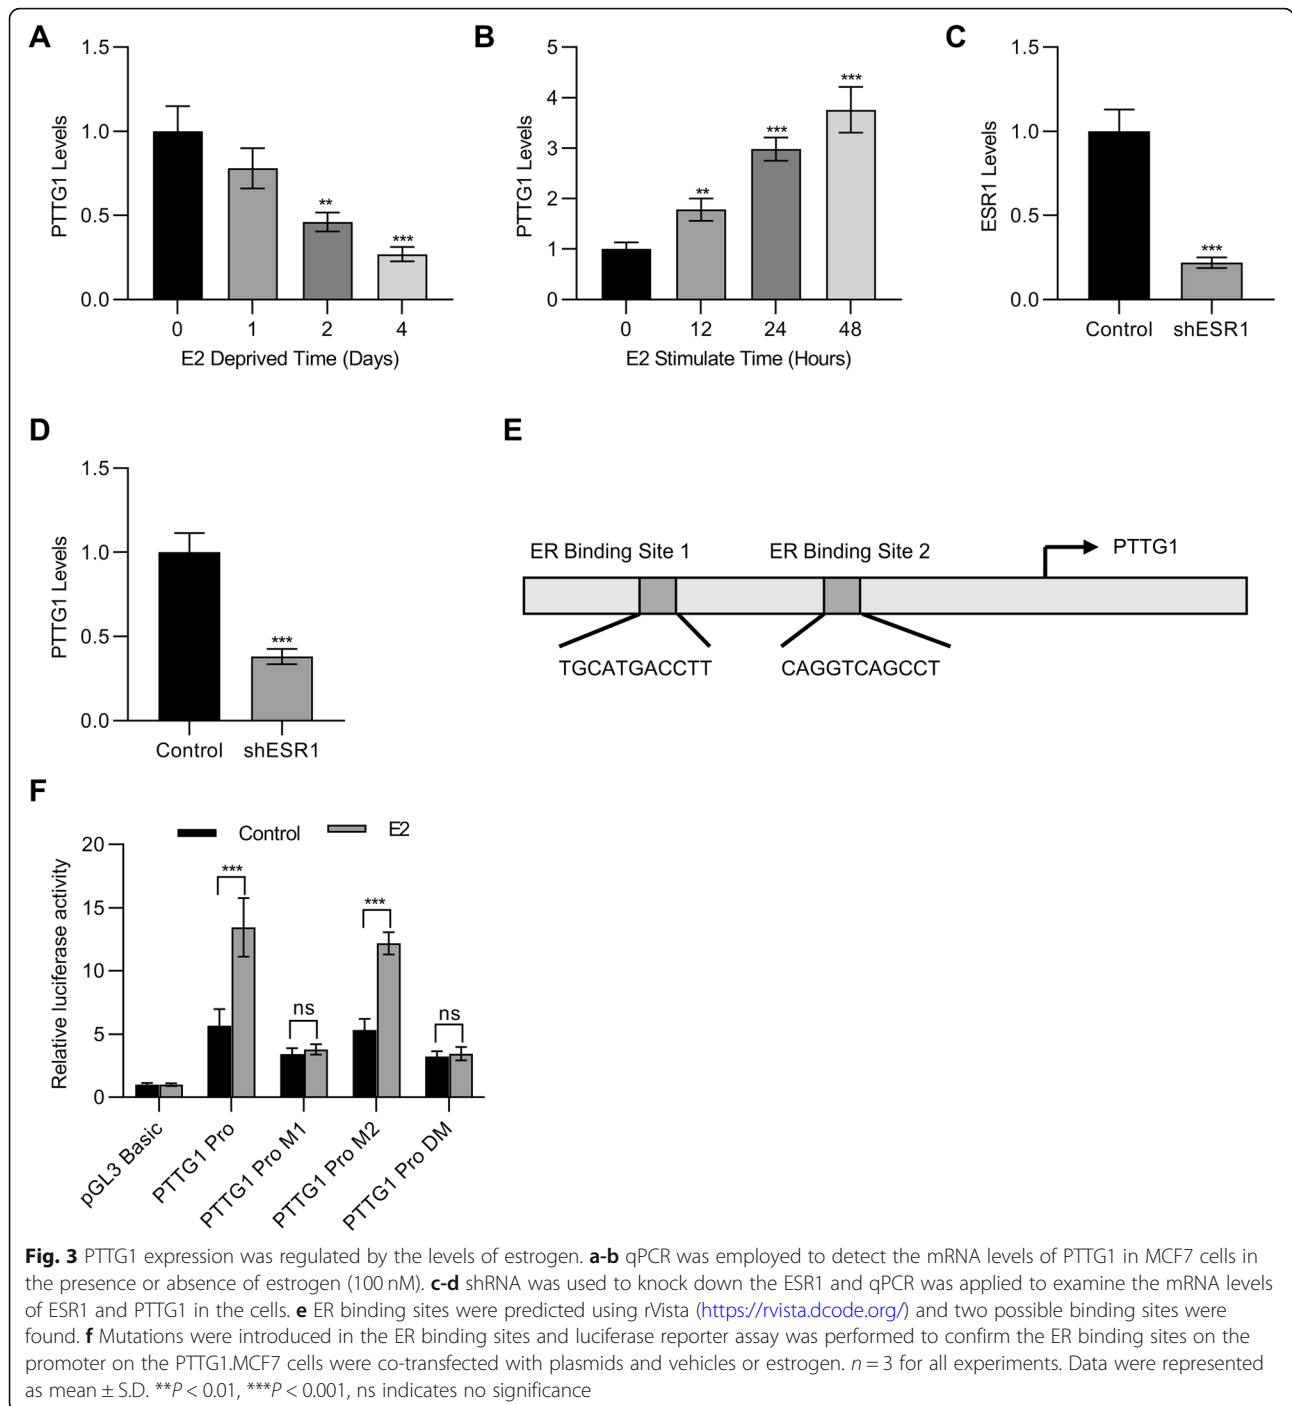 A
B
C
1.5
1.0
0.5
0.0
PTTG1 Levels
**
***
0 1 2 4
E2 Deprived Time (Days)
5
4
3
2
1
0
PTTG1 Levels
**
***
***
0 12 24 48
E2 Stimulate Time (Hours)
1.5
1.0
0.5
0.0
ESR1 Levels
***
Control shESR1
D
E
1.5
1.0
0.5
0.0
PTTG1 Levels
***
Control shESR1
ER Binding Site 1
ER Binding Site 2
PTTG1
TGCATGACCTT
CAGGTCAGCCT
F
Control E2
20
15
10
5
0
Relative luciferase activity
***
ns
***
ns
pGL3 Basic
PTTG1 Pro
PTTG1 Pro M1
PTTG1 Pro M2
PTTG1 Pro DM
Fig. 3 PTTG1 expression was regulated by the levels of estrogen. a-b qPCR was employed to detect the mRNA levels of PTTG1 in MCF7 cells in
the presence or absence of estrogen (100 nM). c-d shRNA was used to knock down the ESR1 and qPCR was applied to examine the mRNA levels
of ESR1 and PTTG1 in the cells. e ER binding sites were predicted using rVista (https://rvista.dcode.org/) and two possible binding sites were
found. f Mutations were introduced in the ER binding sites and luciferase reporter assay was performed to confirm the ER binding sites on the
promoter on the PTTG1.MCF7 cells were co-transfected with plasmids and vehicles or estrogen. n = 3 for all experiments. Data were represented
as mean ± S.D. **P < 0.01, ***P < 0.001, ns indicates no significance